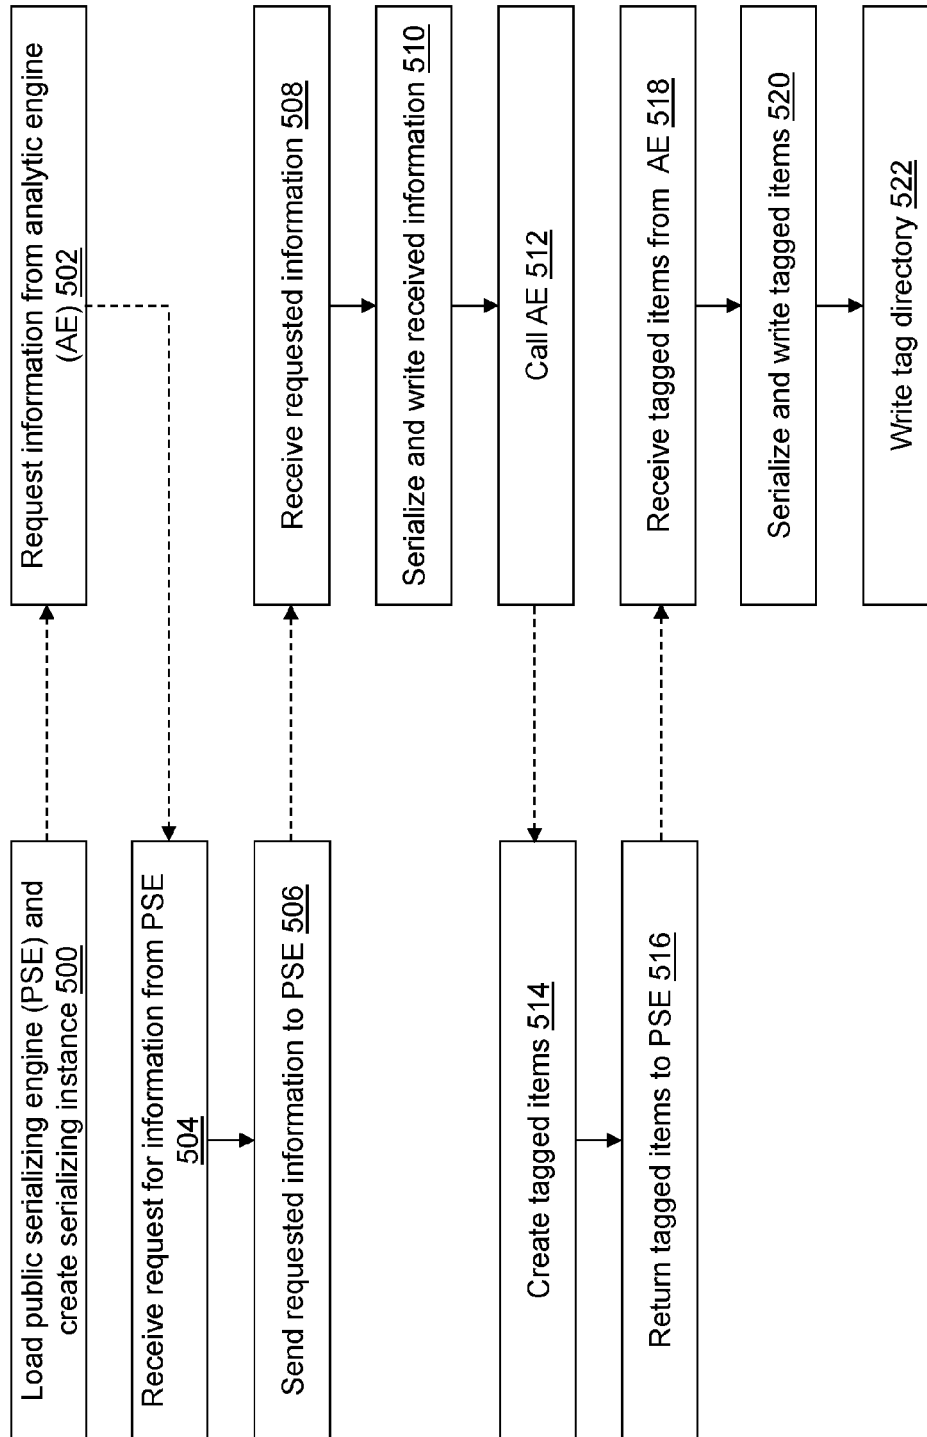 Load public serializing engine (PSE) and
create serializing instance 500
Request information from analytic engine
(AE) 502
Receive request for information from PSE
504
Send requested information to PSE 506
Receive requested information 508
Serialize and write received information 510
Call AE 512
Create tagged items 514
Return tagged items to PSE 516
Receive tagged items from AE 518
Serialize and write tagged items 520
Write tag directory 522